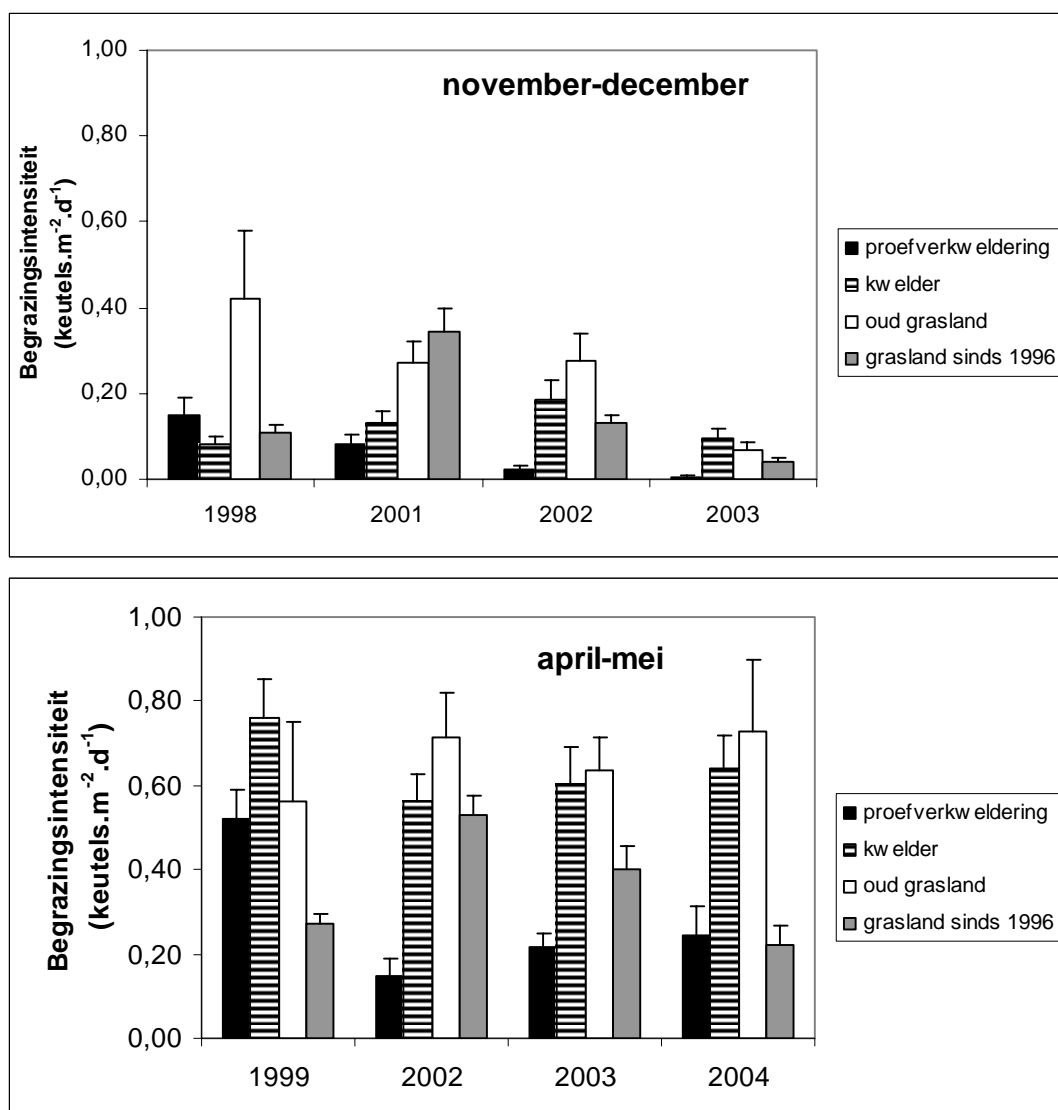 november-december
Begrazingsintensiteit
(keutels.m-2.d-1)
1,00
0,80
0,60
0,40
0,20
0,00
1998 2001 2002 2003
proefverkweldering
kwelder
oud grasland
grasland sinds 1996
april-mei
Begrazingsintensiteit
(keutels.m-2.d-1)
1,00
0,80
0,60
0,40
0,20
0,00
1999 2002 2003 2004
proefverkweldering
kwelder
oud grasland
grasland sinds 1996